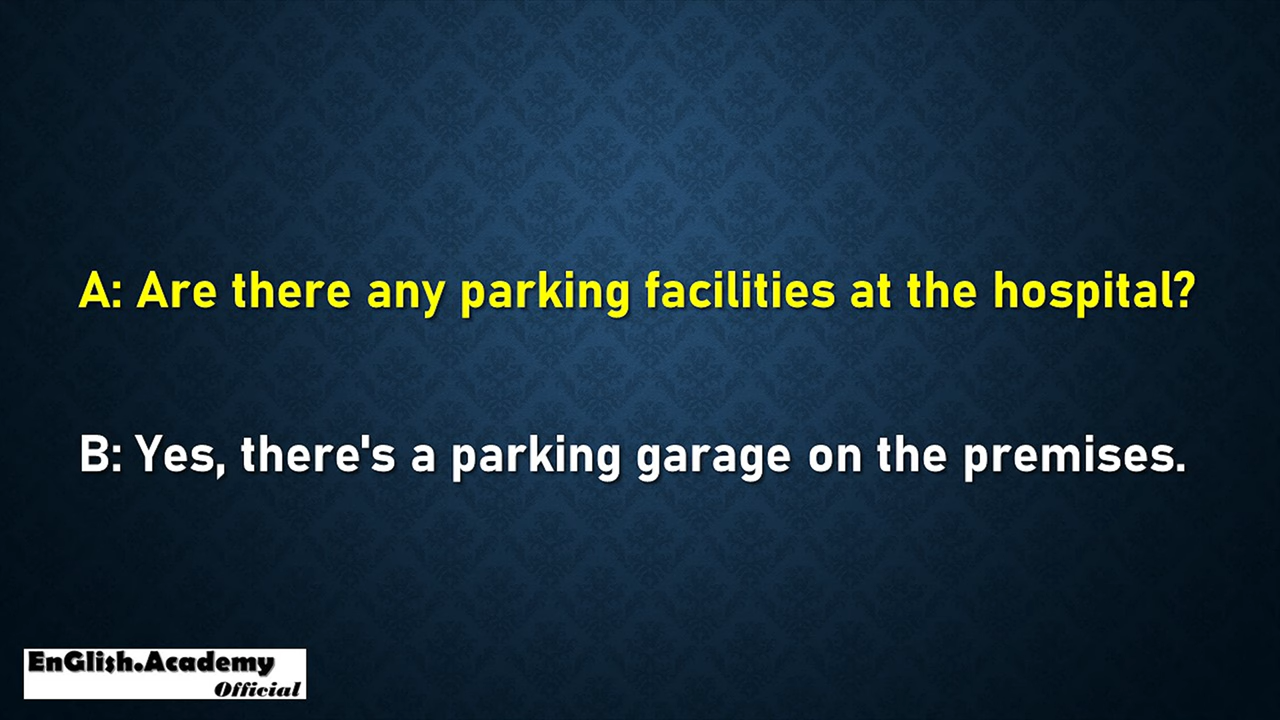 A: Are there any parking facilities at the hospital?
B: Yes, there's a parking garage on the premises.
EnGlish.Academy
Official